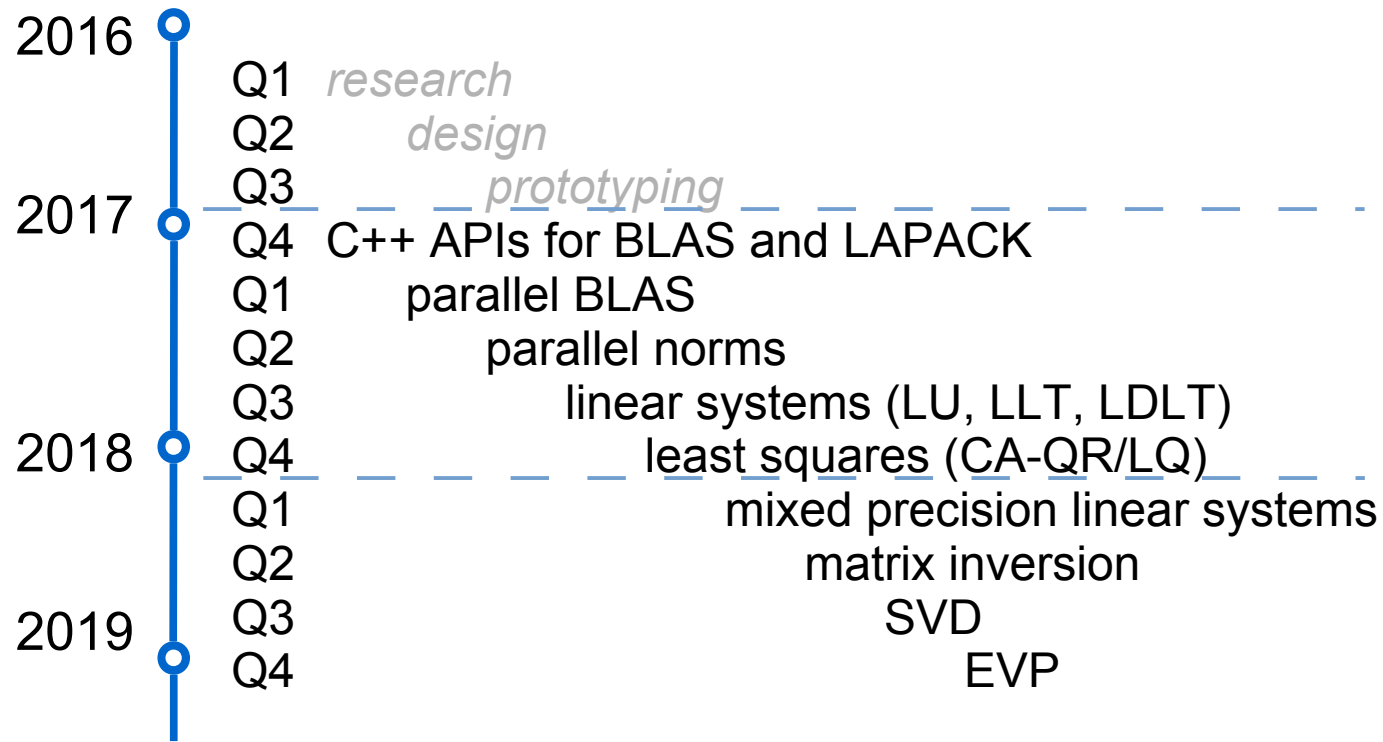 2016
Q1 research
Q2 design
Q3 prototyping
2017
Q4 C++ APIs for BLAS and LAPACK
Q1 parallel BLAS
Q2 parallel norms
Q3 linear systems (LU, LLT, LDLT)
2018
Q4 least squares (CA-QR/LQ)
Q1 mixed precision linear systems
Q2 matrix inversion
Q3 SVD
2019
Q4 EVP